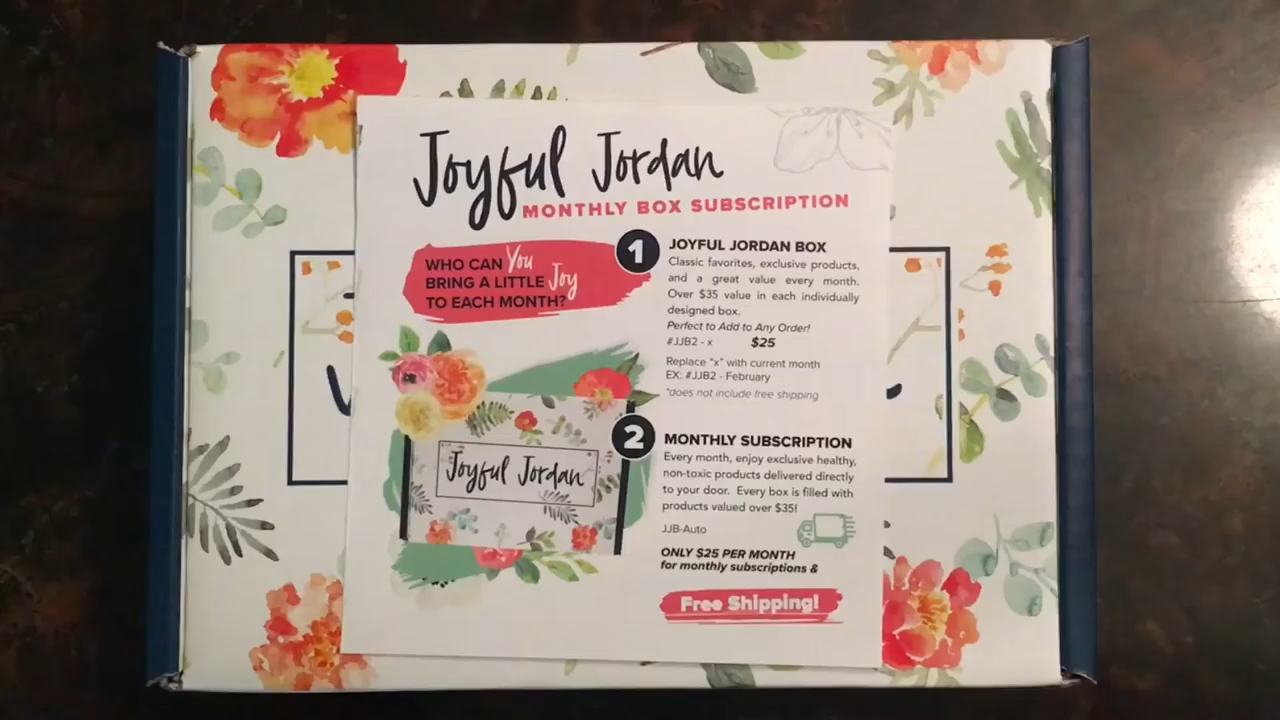 Joyful Jordan
MONTHLY BOX SUBSCRIPTION
WHO CAN You
BRING A LITTLE Joy
TO EACH MONTH?
1
JOYFUL JORDAN BOX
Classic favorites, exclusive products,
and a great value every month.
Over $35 value in each individually
designed box.
Perfect to Add to Any Order!
#JJB2 - x $25
Replace "x" with current month
EX: #JJB2 - February
*does not include free shipping
Joyful Jordan
2
MONTHLY SUBSCRIPTION
Every month, enjoy exclusive healthy,
non-toxic products delivered directly
to your door. Every box is filled with
products valued over $35!
JJB-Auto
ONLY $25 PER MONTH
for monthly subscriptions &
Free Shipping!